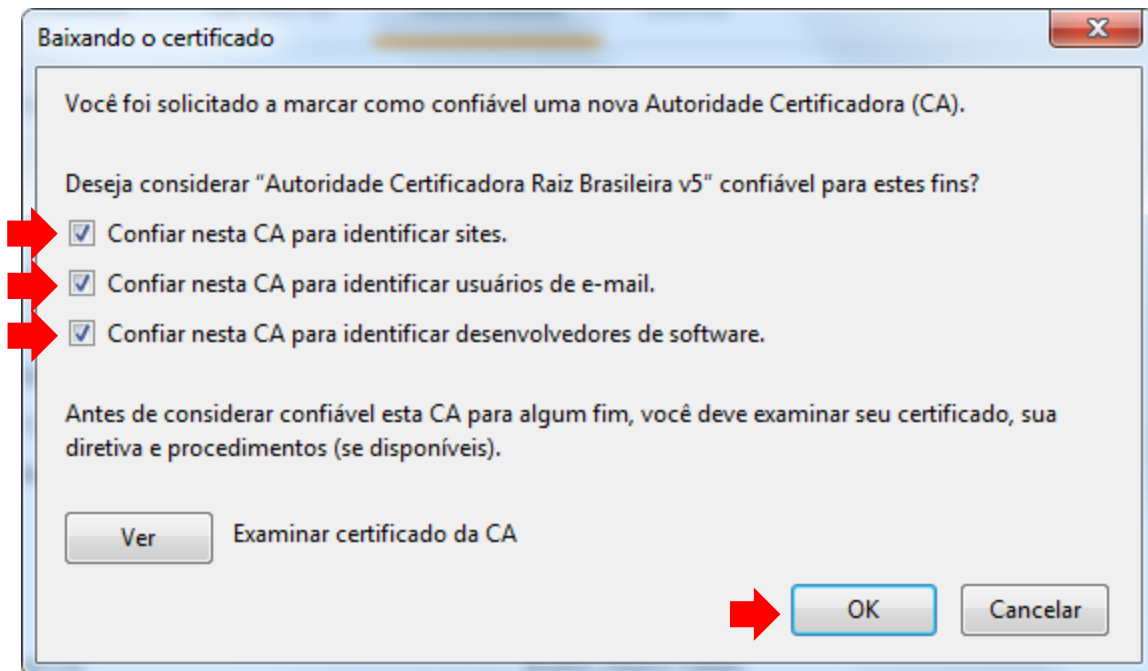 Baixando o certificado
Você foi solicitado a marcar como confiável uma nova Autoridade Certificadora (CA).
Deseja considerar “Autoridade Certificadora Raiz Brasileira v5” confiável para estes fins?
Confiar nesta CA para identificar sites.
Confiar nesta CA para identificar usuários de e-mail.
Confiar nesta CA para identificar desenvolvedores de software.
Antes de considerar confiável esta CA para algum fim, você deve examinar seu certificado, sua
diretiva e procedimentos (se disponíveis).
Ver Examinar certificado da CA
OK Cancelar